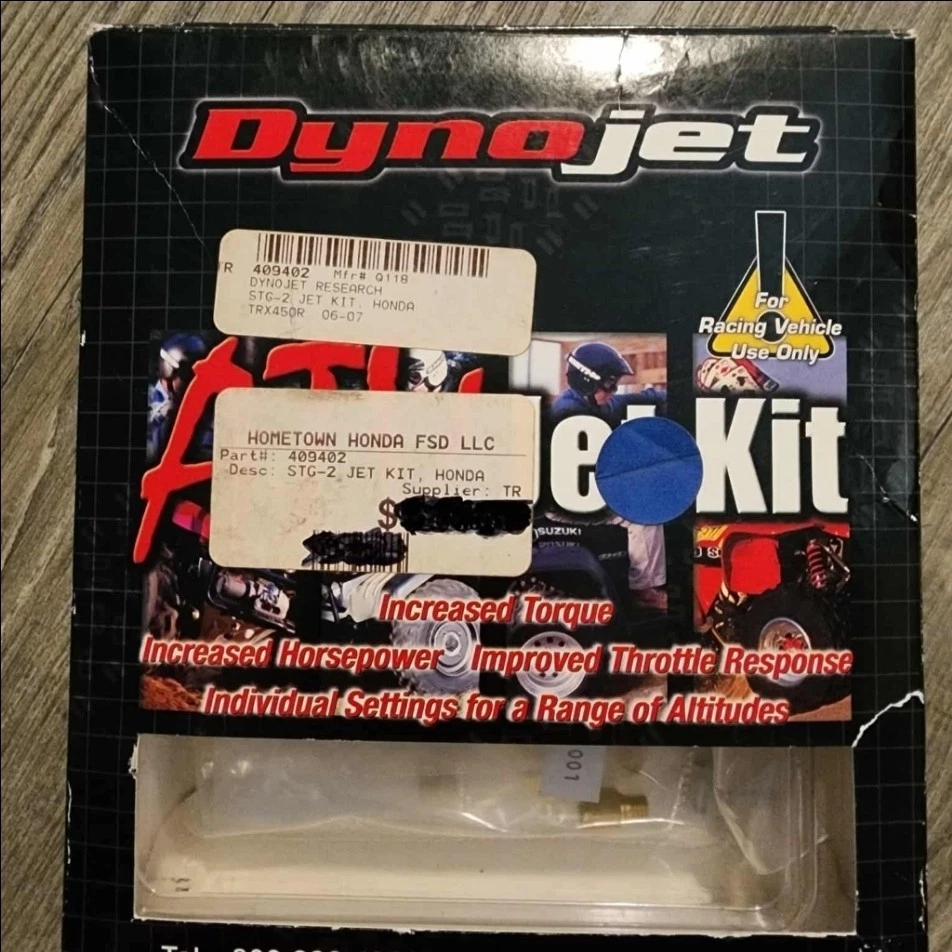 Dynojet
R 409402 Mfr# Q118
DYNOJET RESEARCH
STG-2 JET KIT, HONDA
TRX450R 06-07
For
Racing Vehicle
Use Only
Kit
HOMETOWN HONDA FSD LLC
Part#: 409402
Desc: STG-2 JET KIT, HONDA
Supplier: TR
$
SUZUKI
Increased Torque
Increased Horsepower Improved Throttle Response
Individual Settings for a Range of Altitudes
001